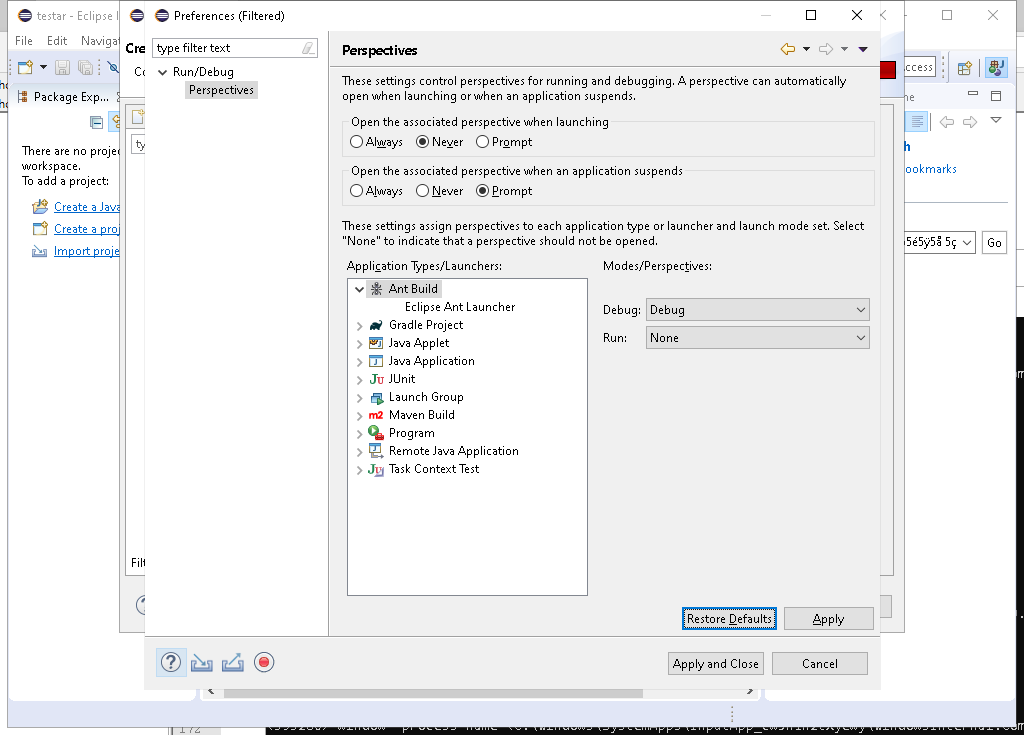 testar - Eclipse I
Preferences (Filtered)
File Edit Navigat
Cre
type filter text
Perspectives
Co
Run/Debug
Perspectives
These settings control perspectives for running and debugging. A perspective can automatically
open when launching or when an application suspends.
Package Exp...
Open the associated perspective when launching
Always Never Prompt
There are no projec
workspace.
To add a project:
Open the associated perspective when an application suspends
Always Never Prompt
Create a Java
Create a proj
Import proje
These settings assign perspectives to each application type or launcher and launch mode set. Select
"None" to indicate that a perspective should not be opened.
Application Types/Launchers:
Modes/Perspectives:
Ant Build
Eclipse Ant Launcher
Gradle Project
Java Applet
Java Application
JUnit
Launch Group
Maven Build
Program
Remote Java Application
Task Context Test
Debug: Debug
Run: None
ccess
ookmarks
Go
Filt
Restore Defaults
Apply
Apply and Close
Cancel
172